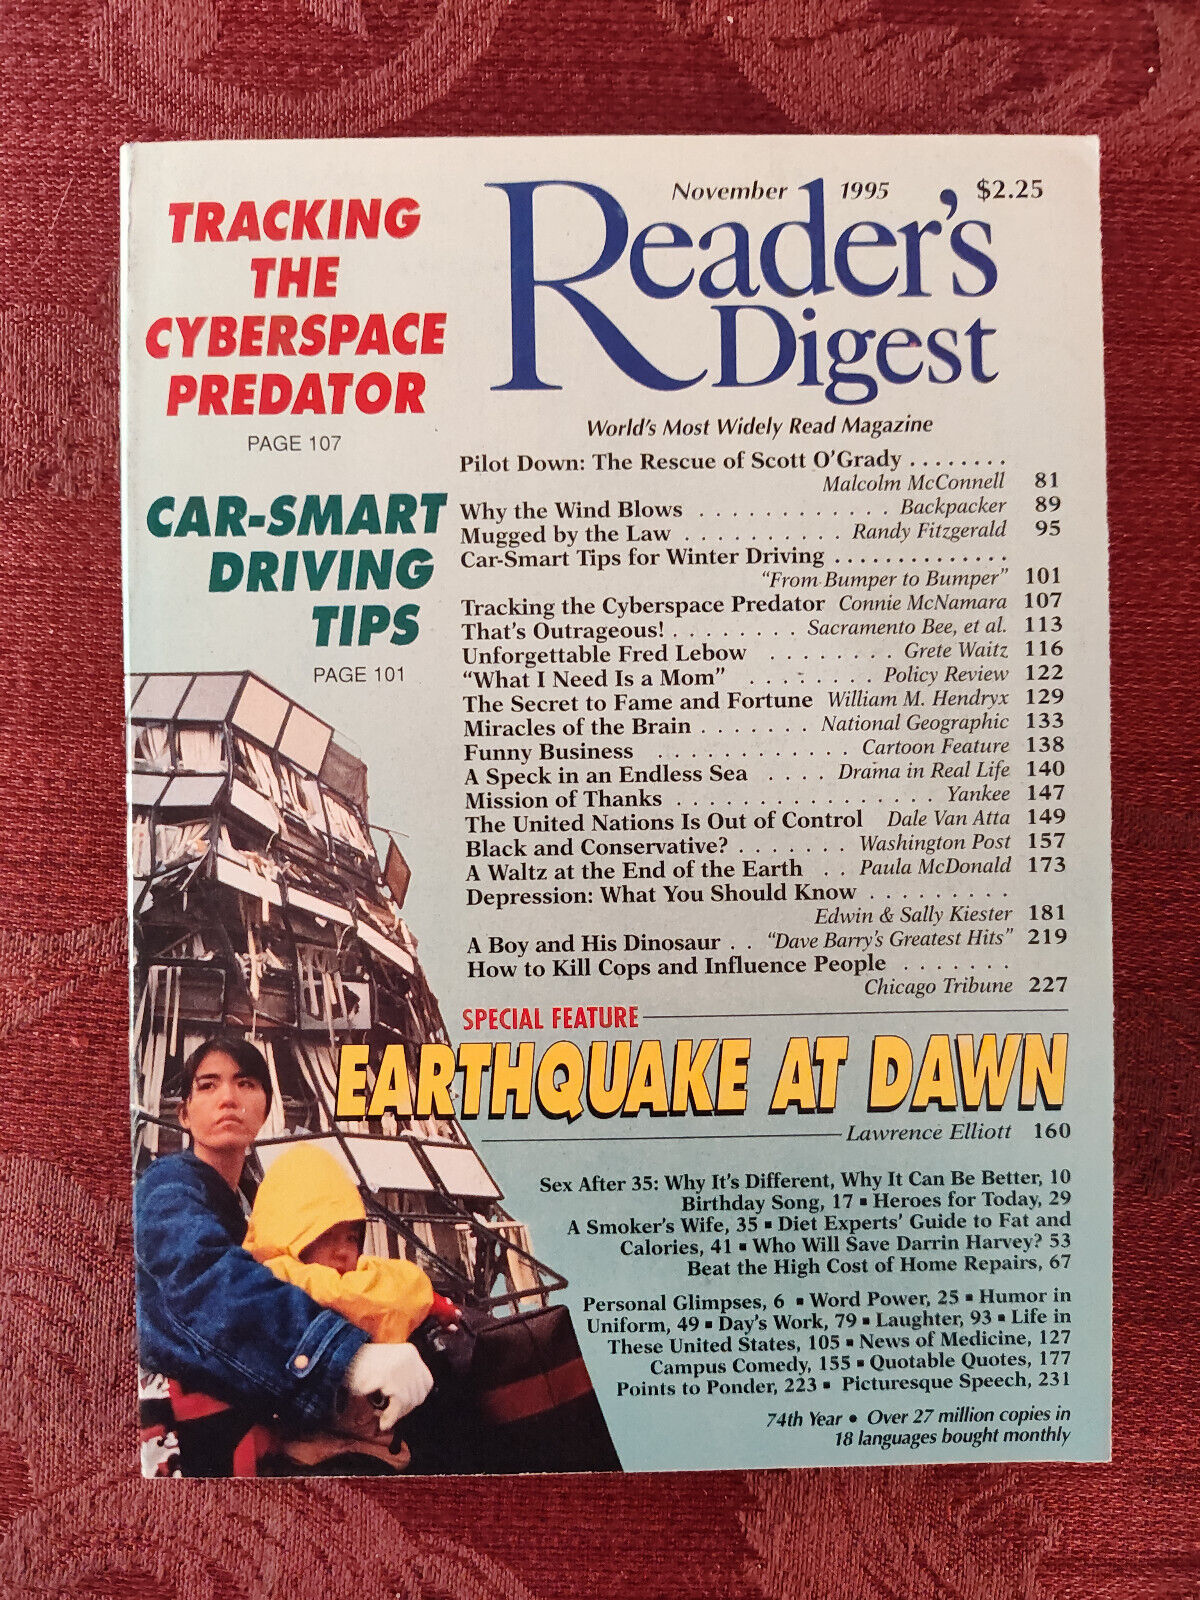 TRACKING
THE
CYBERSPACE
PREDATOR
PAGE 107
CAR-SMART
DRIVING
TIPS
PAGE 101
November 1995 $2.25
Reader's
Digest
World's Most Widely Read Magazine
Pilot Down: The Rescue of Scott O'Grady ........
Malcolm McConnell 81
Why the Wind Blows ............ Backpacker 89
Mugged by the Law .......... Randy Fitzgerald 95
Car-Smart Tips for Winter Driving .............
"From Bumper to Bumper" 101
Tracking the Cyberspace Predator Connie McNamara 107
That's Outrageous! ........ Sacramento Bee, et al. 113
Unforgettable Fred Lebow ........ Grete Waitz 116
"What I Need Is a Mom" ........ Policy Review 122
The Secret to Fame and Fortune William M. Hendryx 129
Miracles of the Brain ....... National Geographic 133
Funny Business ............ Cartoon Feature 138
A Speck in an Endless Sea .... Drama in Real Life 140
Mission of Thanks ................. Yankee 147
The United Nations Is Out of Control Dale Van Atta 149
Black and Conservative? ....... Washington Post 157
A Waltz at the End of the Earth .. Paula McDonald 173
Depression: What You Should Know .........
Edwin & Sally Kiester 181
A Boy and His Dinosaur .. "Dave Barry's Greatest Hits" 219
How to Kill Cops and Influence People .......
Chicago Tribune 227
SPECIAL FEATURE
EARTHQUAKE AT DAWN
Lawrence Elliott 160
Sex After 35: Why It's Different, Why It Can Be Better, 10
Birthday Song, 17 ▪ Heroes for Today, 29
A Smoker's Wife, 35 ▪ Diet Experts' Guide to Fat and
Calories, 41 ▪ Who Will Save Darrin Harvey? 53
Beat the High Cost of Home Repairs, 67
Personal Glimpses, 6 ▪ Word Power, 25 ▪ Humor in
Uniform, 49 ▪ Day's Work, 79 ▪ Laughter, 93 ▪ Life in
These United States, 105 ▪ News of Medicine, 127
Campus Comedy, 155 ▪ Quotable Quotes, 177
Points to Ponder, 223 ▪ Picturesque Speech, 231
74th Year • Over 27 million copies in
18 languages bought monthly